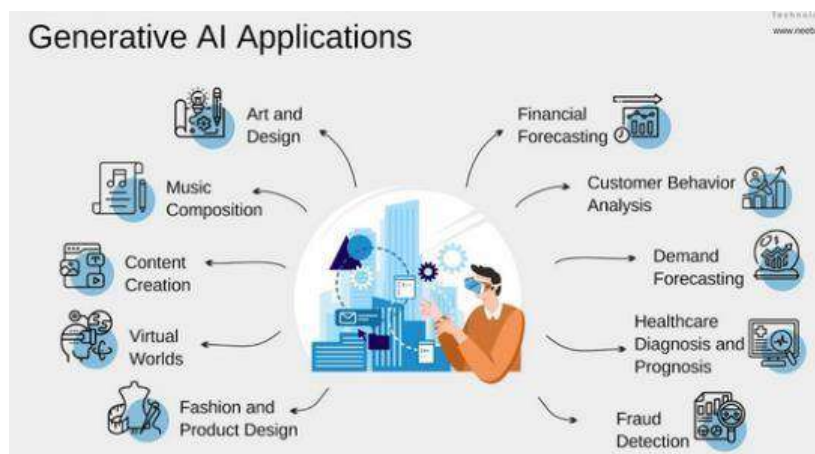 Generative AI Applications
Art and
Design
Music
Composition
Content
Creation
Virtual
Worlds
Fashion and
Product Design
Financial
Forecasting
Customer Behavior
Analysis
Demand
Forecasting
Healthcare
Diagnosis and
Prognosis
Fraud
Detection